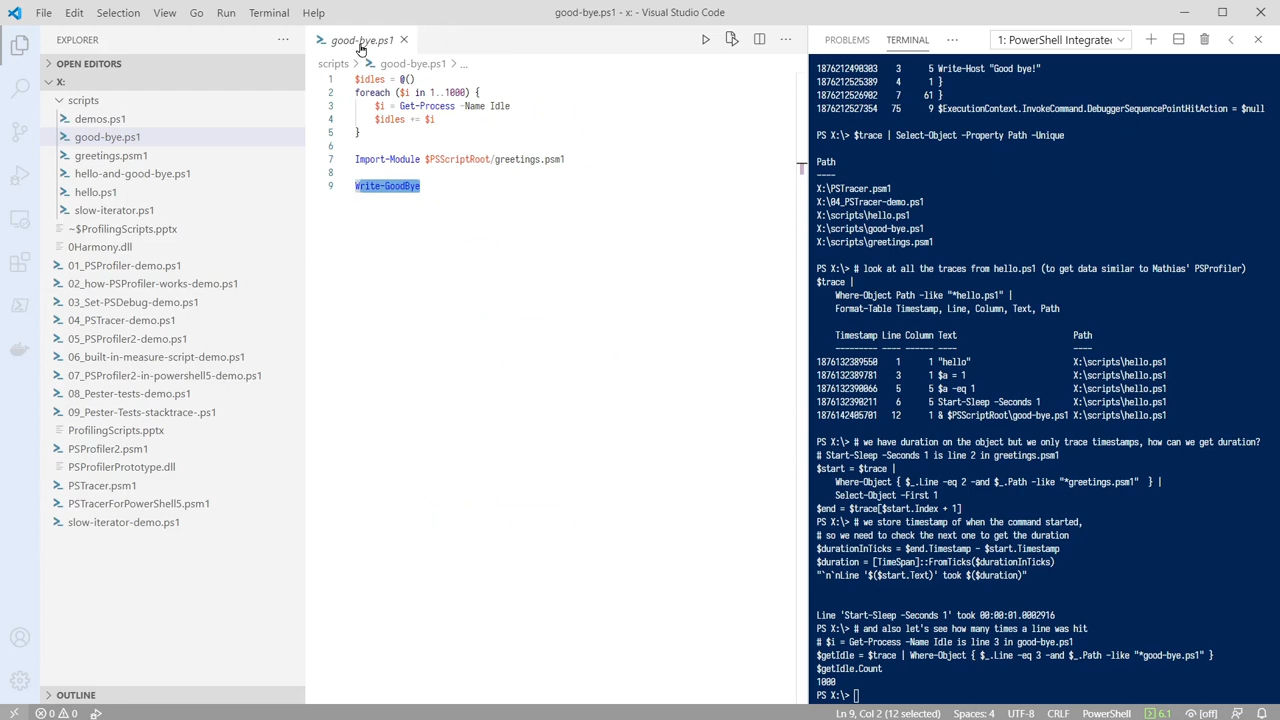 File Edit Selection View Go Run Terminal Help
good-bye.ps1 - x: - Visual Studio Code
EXPLORER
OPEN EDITORS
X:
scripts
demos.ps1
good-bye.ps1
greetings.psm1
hello-and-good-bye.ps1
hello.ps1
slow-iterator.ps1
~$ProfilingScripts.pptx
0Harmony.dll
01_PSProfiler-demo.ps1
02_how-PSProfiler-works-demo.ps1
03_Set-PSDebug-demo.ps1
04_PSTracer-demo.ps1
05_PSProfiler2-demo.ps1
06_built-in-measure-script-demo.ps1
07_PSProfiler2-in-powershell5-demo.ps1
08_Pester-tests-demo.ps1
09_Pester-Tests-stacktrace-.ps1
ProfilingScripts.pptx
PSProfiler2.psm1
PSProfilerPrototype.dll
PSTracer.psm1
PSTracerForPowerShell5.psm1
slow-iterator-demo.ps1
OUTLINE
good-bye.ps1
scripts > good-bye.ps1 > ...
1 $idles = @()
2 foreach ($i in 1..1000) {
3 $i = Get-Process -Name Idle
4 $idles += $i
5 }
6
7 Import-Module $PSScriptRoot/greetings.psm1
8
9 Write-GoodBye
PROBLEMS TERMINAL ··· 1: PowerShell Integrated
1876212490303 3 5 Write-Host "Good bye!"
1876212525389 4 1 }
1876212526902 7 61 }
1876212527354 75 9 $ExecutionContext.InvokeCommand.DebuggerSequencePointHitAction = $null
PS X:\> $trace | Select-Object -Property Path -Unique
Path
----
X:\PSTracer.psm1
X:\04_PSTracer-demo.ps1
X:\scripts\hello.ps1
X:\scripts\good-bye.ps1
X:\scripts\greetings.psm1
PS X:\> # look at all the traces from hello.ps1 (to get data similar to Mathias' PSProfiler)
$trace |
Where-Object Path -like "*hello.ps1" |
Format-Table Timestamp, Line, Column, Text, Path
Timestamp Line Column Text Path
--------- ---- ------ ---- ----
1876132389550 1 1 "hello" X:\scripts\hello.ps1
1876132389781 3 1 $a = 1 X:\scripts\hello.ps1
1876132390066 5 5 $a -eq 1 X:\scripts\hello.ps1
1876132390211 6 5 Start-Sleep -Seconds 1 X:\scripts\hello.ps1
1876142405701 12 1 & $PSScriptRoot\good-bye.ps1 X:\scripts\hello.ps1
PS X:\> # we have duration on the object but we only trace timestamps, how can we get duration?
# Start-Sleep -Seconds 1 is line 2 in greetings.psm1
$start = $trace |
Where-Object { $_.Line -eq 2 -and $_.Path -like "*greetings.psm1" } |
Select-Object -First 1
$end = $trace[$start.Index + 1]
PS X:\> # we store timestamp of when the command started,
# so we need to check the next one to get the duration
$durationInTicks = $end.Timestamp - $start.Timestamp
$duration = [TimeSpan]::FromTicks($durationInTicks)
"`n`nLine '$($start.Text)' took $($duration)"
Line 'Start-Sleep -Seconds 1' took 00:00:01.0002916
PS X:\> # and also let's see how many times a line was hit
# $i = Get-Process -Name Idle is line 3 in good-bye.ps1
$getIdle = $trace | Where-Object { $_.Line -eq 3 -and $_.Path -like "*good-bye.ps1" }
$getIdle.Count
1000
PS X:\>
0 0 Ln 9, Col 2 (12 selected) Spaces: 4 UTF-8 CRLF PowerShell 6.1 [off]